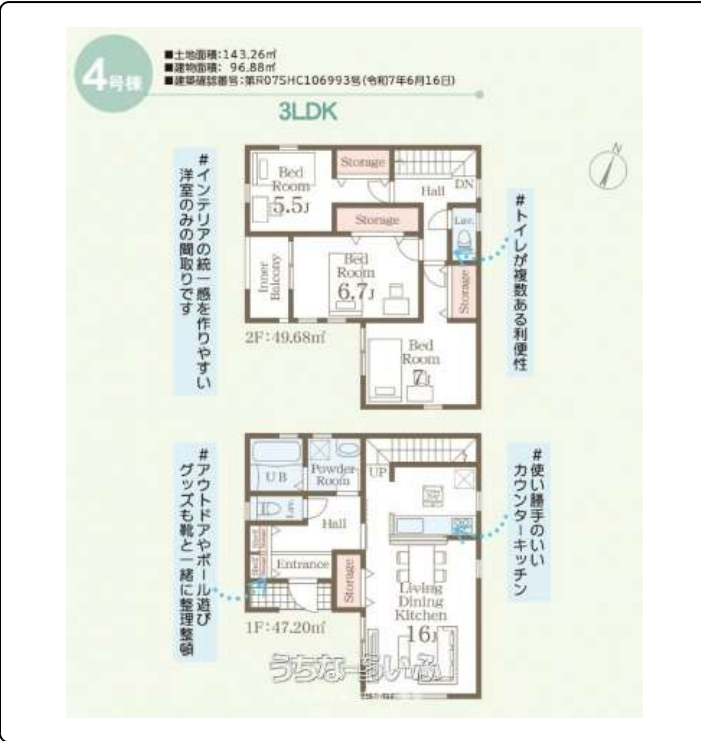 4号棟
■土地面積:143.26㎡
■建物面積: 96.88㎡
■建築確認番号:第R07SHC106993号(令和7年6月16日)
3LDK
N
#インテリアの統一感を作りやすい
洋室のみの間取りです
Bed
Room
5.5J
Storage
Hall
DN
Storage
Lav.
#トイレが複数ある利便性
Inner
Balcony
Bed
Room
6.7J
Storage
2F:49.68㎡
Bed
Room
7J
#アウトドアやボール遊び
グッズも靴と一緒に整理整頓
UB
Powder
Room
UP
Lav.
Hall
Entrance
Storage
Living
Dining
Kitchen
16J
#使い勝手のいい
カウンターキッチン
1F:47.20㎡
うちなーらいふ